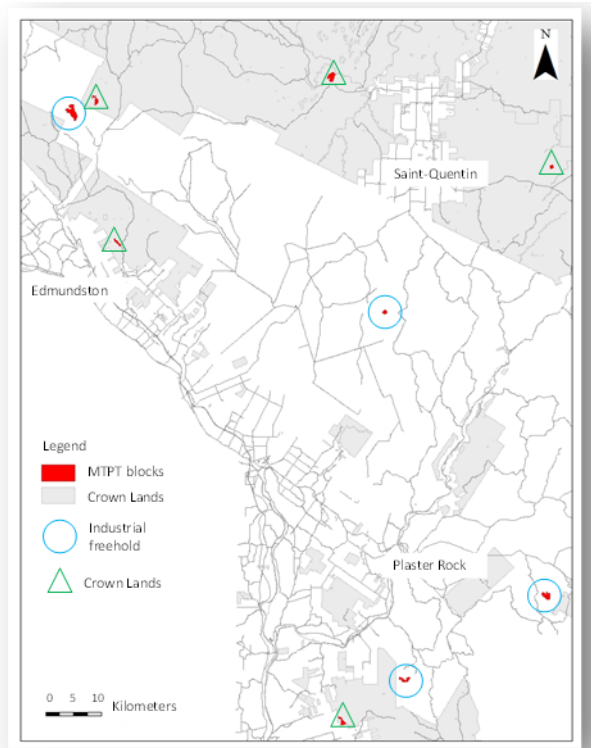 N
Saint-Quentin
Edmundston
Legend
MTPT blocks
Crown Lands
Industrial
freehold
Crown Lands
Plaster Rock
0 5 10
Kilometers